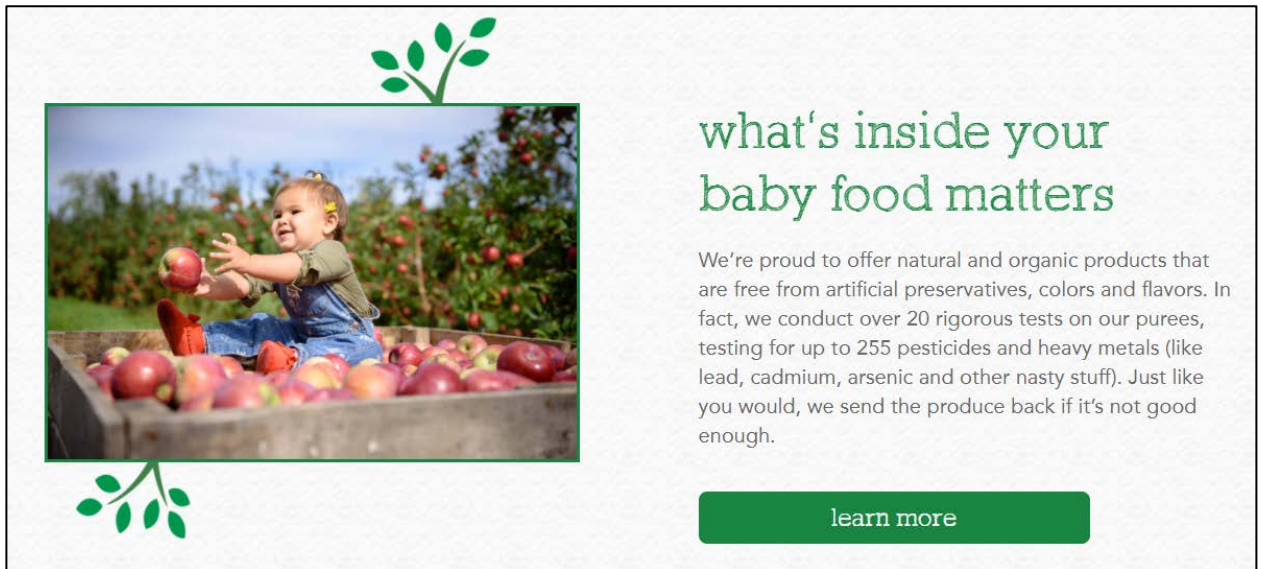 what's inside your
baby food matters
We're proud to offer natural and organic products that
are free from artificial preservatives, colors and flavors. In
fact, we conduct over 20 rigorous tests on our purees,
testing for up to 255 pesticides and heavy metals (like
lead, cadmium, arsenic and other nasty stuff). Just like
you would, we send the produce back if it's not good
enough.
learn more